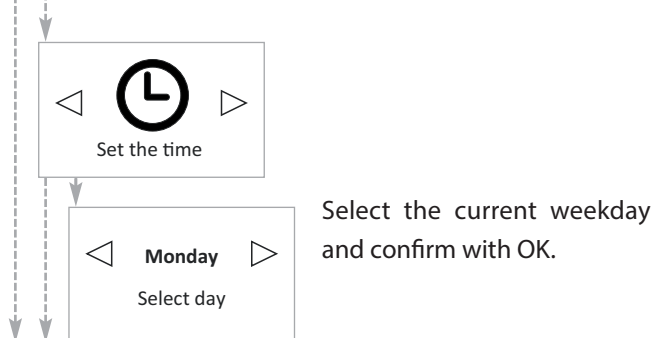 Set the time
Select the current weekday
and confirm with OK.
Monday
Select day